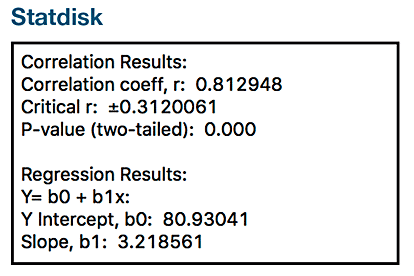 Statdisk
Correlation Results:
Correlation coeff, r: 0.812948
Critical r: ±0.3120061
P-value (two-tailed): 0.000
Regression Results:
Y= b0 + b1x:
Y Intercept, b0: 80.93041
Slope, b1: 3.218561